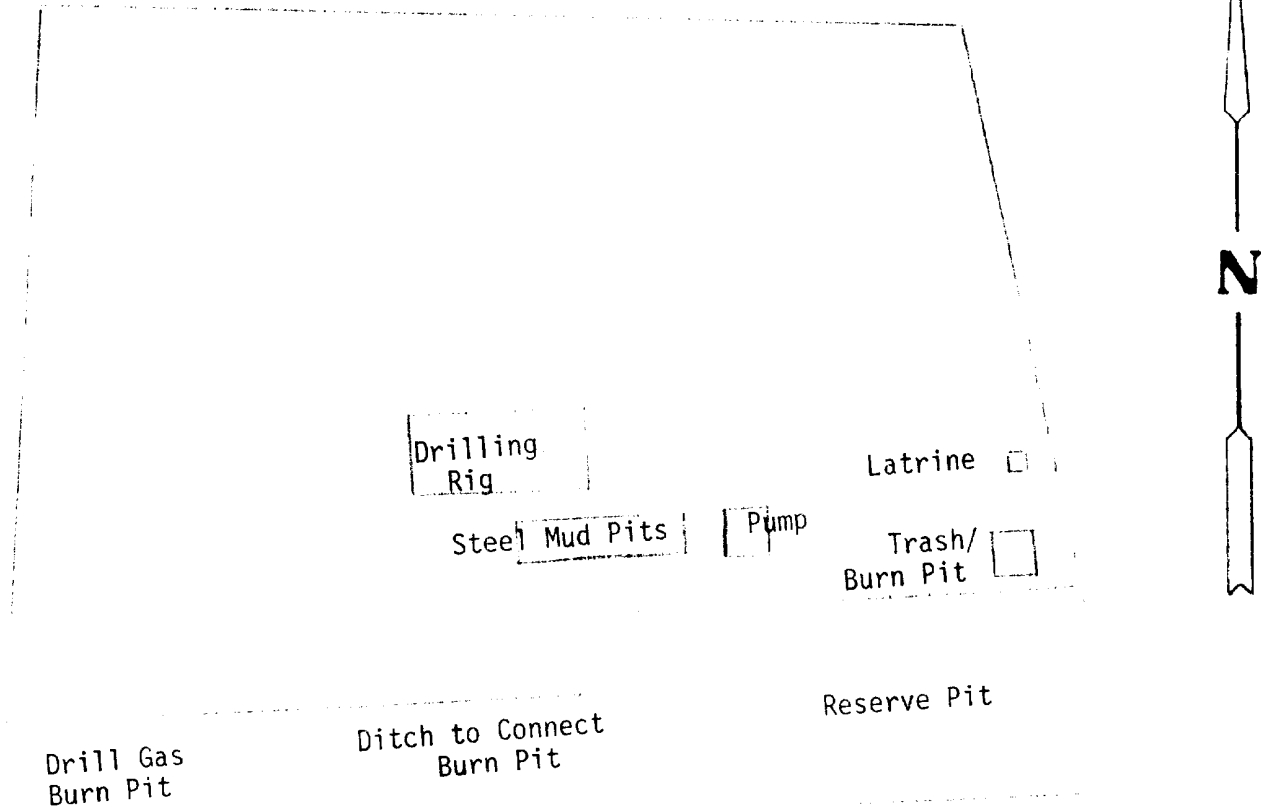 N
Drilling
Rig
Latrine
Steel Mud Pits
Pump
Trash/
Burn Pit
Reserve Pit
Ditch to Connect
Burn Pit
Drill Gas
Burn Pit